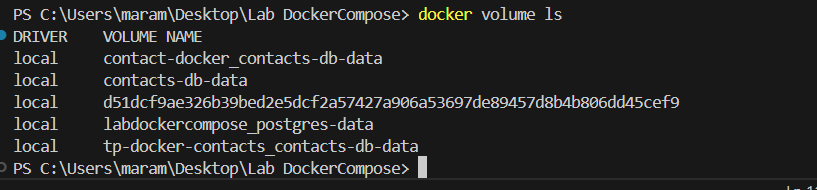 PS C:\Users\maram\Desktop\Lab DockerCompose> docker volume ls
DRIVER    VOLUME NAME
local     contact-docker_contacts-db-data
local     contacts-db-data
local     d51dcf9ae326b39bed2e5dcf2a57427a906a53697de89457d8b4b806dd45cef9
local     labdockercompose_postgres-data
local     tp-docker-contacts_contacts-db-data
PS C:\Users\maram\Desktop\Lab DockerCompose>